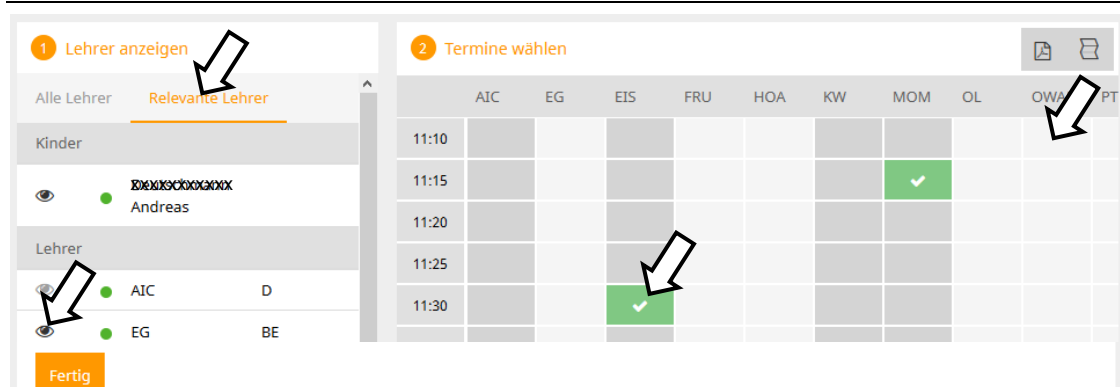 1 Lehrer anzeigen
Alle Lehrer Relevante Lehrer
Kinder
Andreas
Lehrer
AIC D
EG BE
Fertig
2 Termine wählen
AIC EG EIS FRU HOA KW MOM OL OWA PT
11:10
11:15
11:20
11:25
11:30